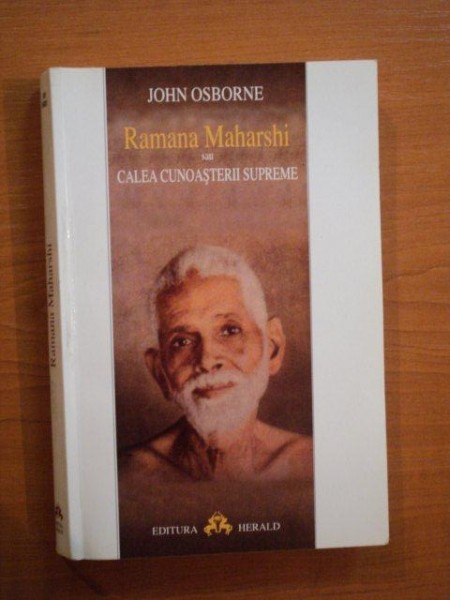 JOHN OSBORNE
Ramana Maharshi
sau
CALEA CUNOAŞTERII SUPREME
EDITURA HERALD
Ramana Maharshi